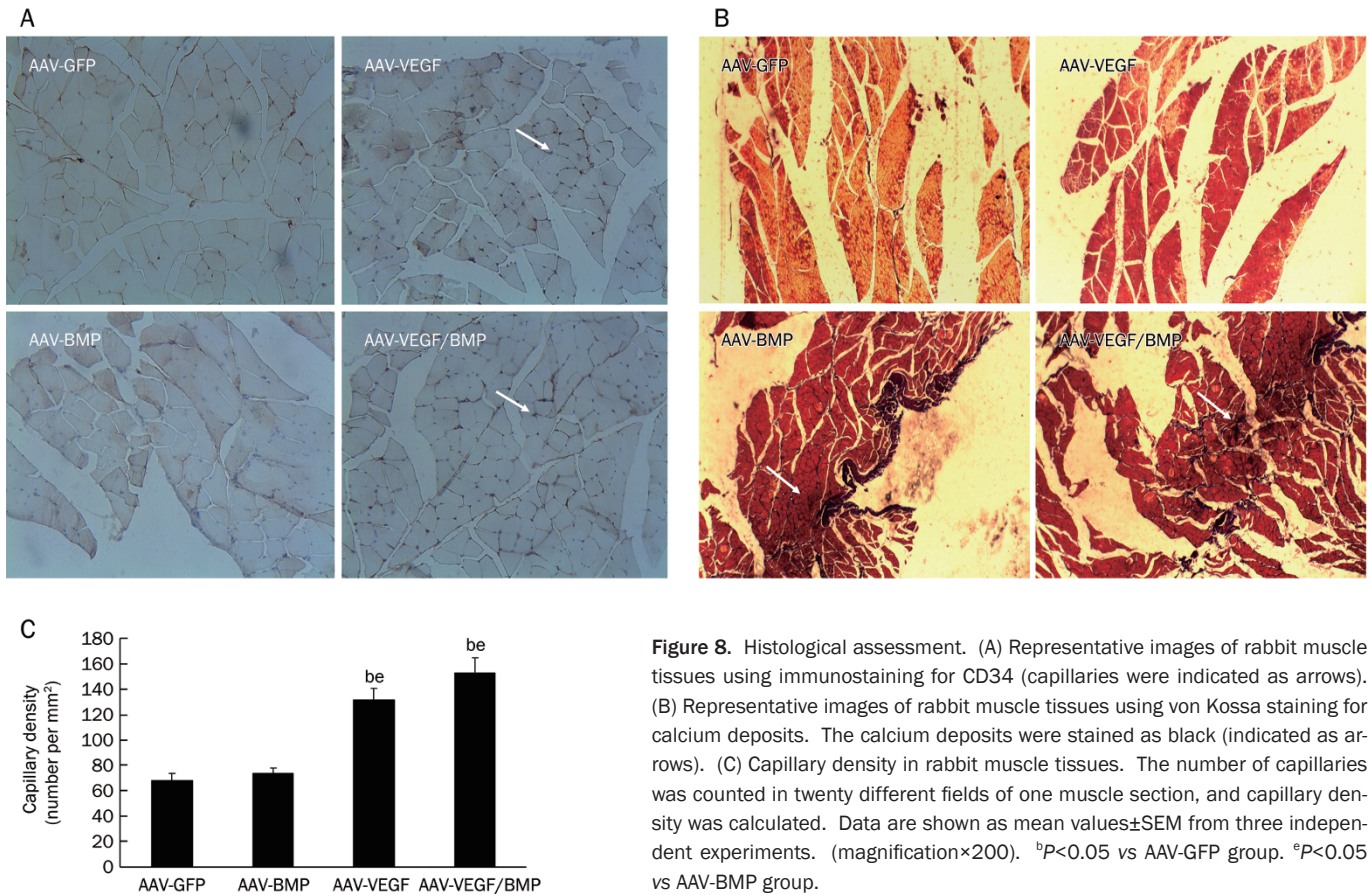 A
AAV-GFP
AAV-VEGF
AAV-BMP
AAV-VEGF/BMP
B
AAV-GFP
AAV-VEGF
AAV-BMP
AAV-VEGF/BMP
C
Capillary density
(number per mm²)
180
160
140
120
100
80
60
40
20
0
be
be
AAV-GFP
AAV-BMP
AAV-VEGF
AAV-VEGF/BMP
Figure 8. Histological assessment. (A) Representative images of rabbit muscle
tissues using immunostaining for CD34 (capillaries were indicated as arrows).
(B) Representative images of rabbit muscle tissues using von Kossa staining for
calcium deposits. The calcium deposits were stained as black (indicated as ar-
rows). (C) Capillary density in rabbit muscle tissues. The number of capillaries
was counted in twenty different fields of one muscle section, and capillary den-
sity was calculated. Data are shown as mean values±SEM from three indepen-
dent experiments. (magnification×200). ᵇP<0.05 vs AAV-GFP group. ᵉP<0.05
vs AAV-BMP group.